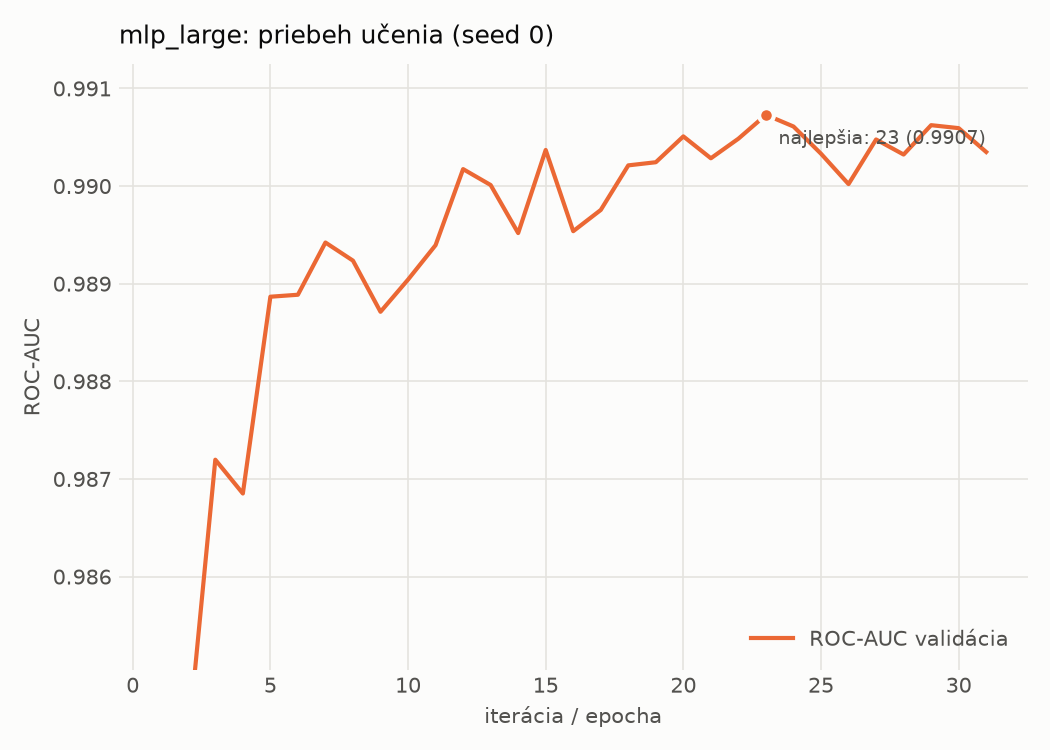 mlp_large: priebeh učenia (seed 0)
0.991
najlepšia: 23 (0.9907)
0.990
0.989
0.988
ROC-AUC
0.987
0.986
ROC-AUC validácia
0 5 10 15 20 25 30
iterácia / epocha